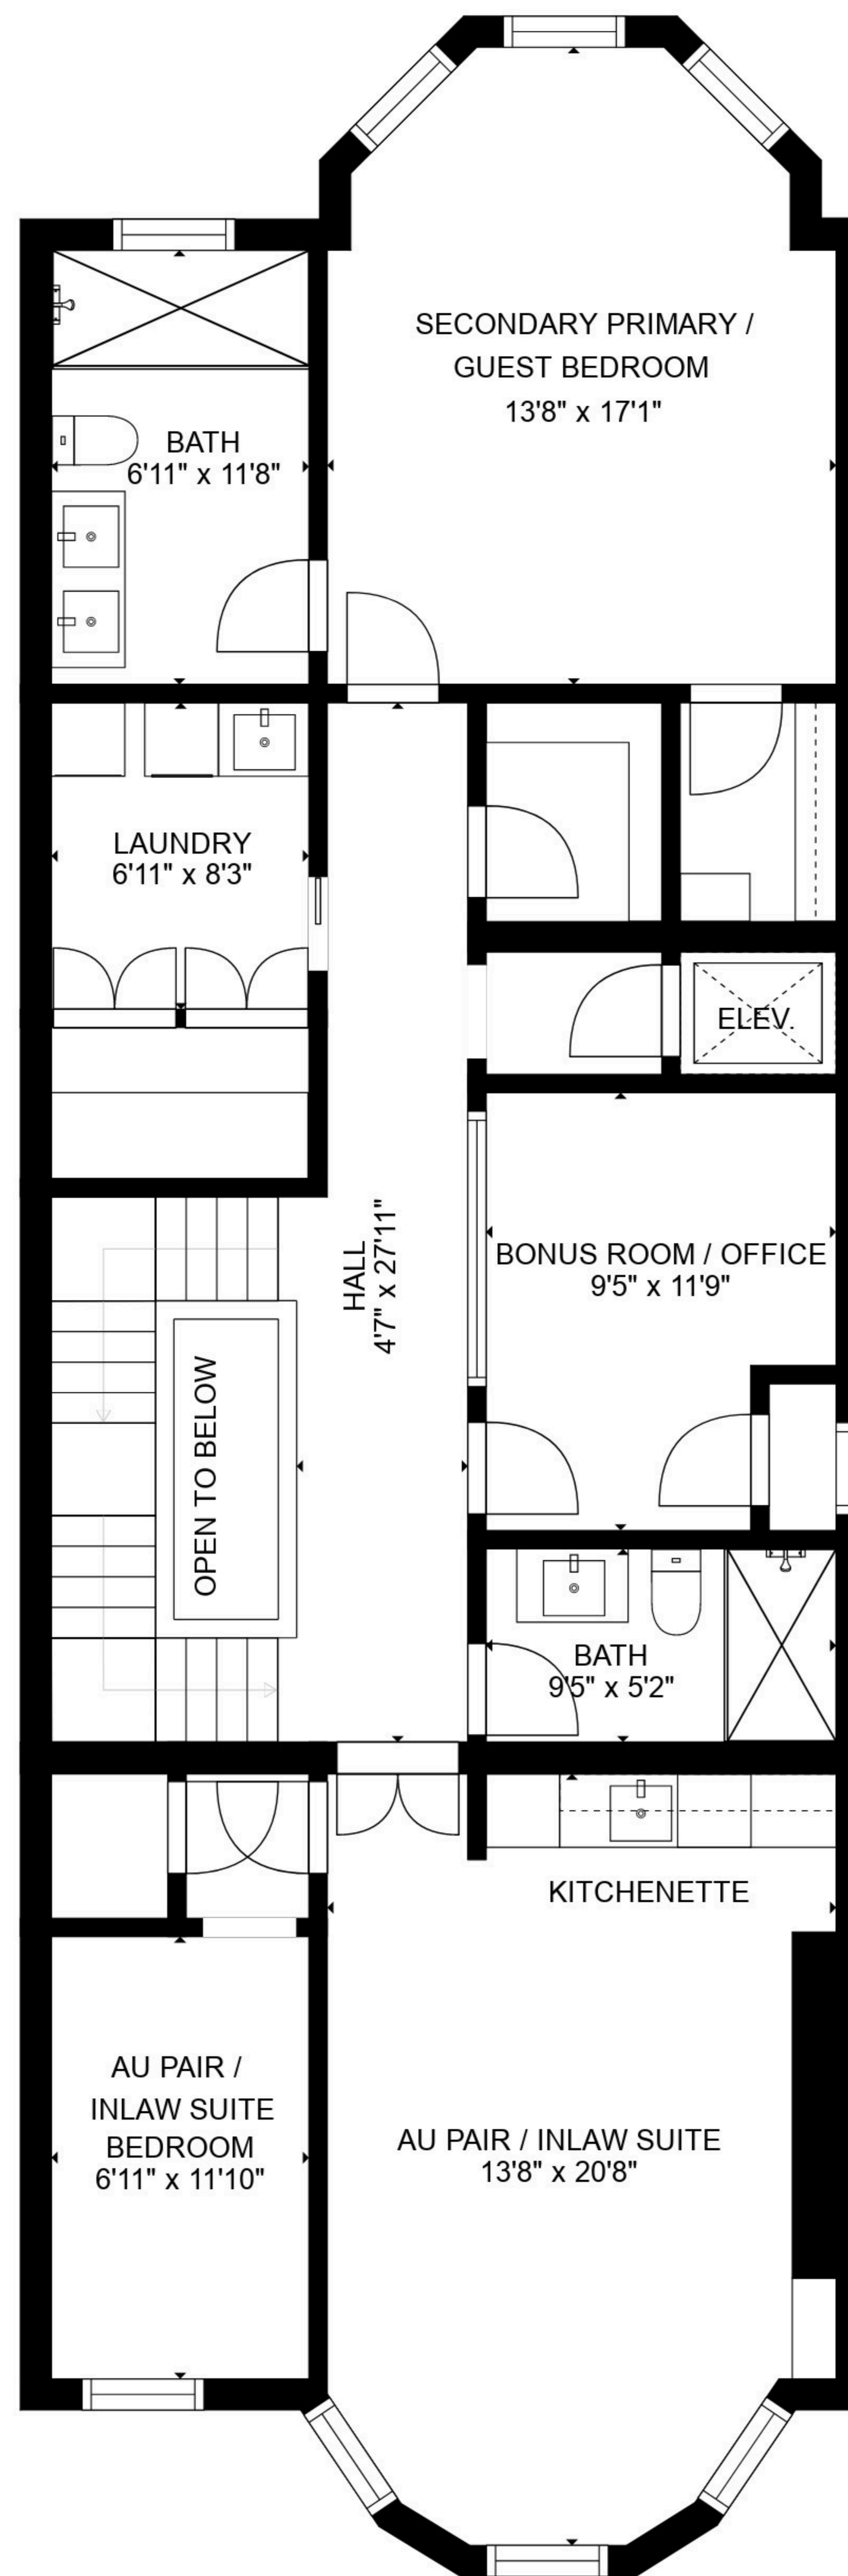 SECONDARY PRIMARY /
GUEST BEDROOM
13'8" x 17'1"
BATH
6'11" x 11'8"
LAUNDRY
6'11" x 8'3"
ELEV.
HALL
4'7" x 27'11"
BONUS ROOM / OFFICE
9'5" x 11'9"
OPEN TO BELOW
BATH
9'5" x 5'2"
KITCHENETTE
AU PAIR /
INLAW SUITE
BEDROOM
6'11" x 11'10"
AU PAIR / INLAW SUITE
13'8" x 20'8"